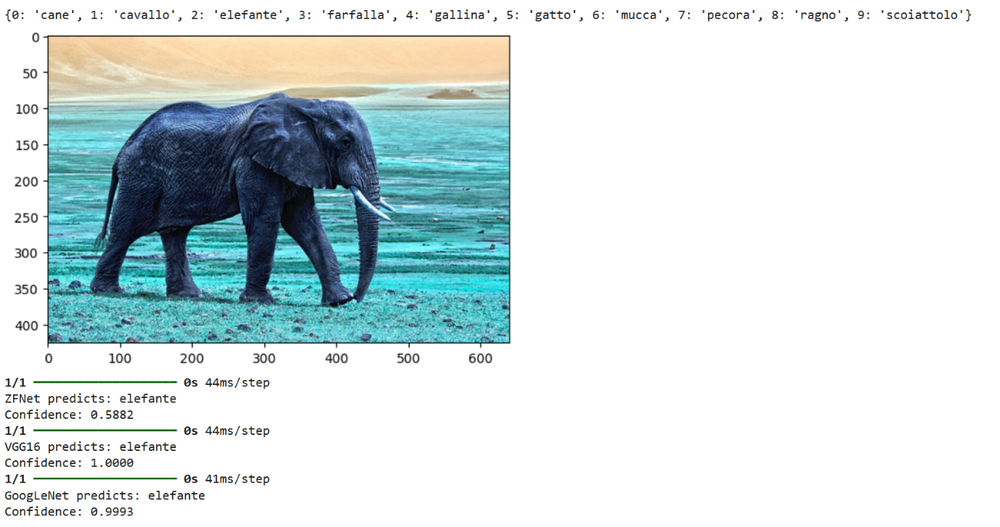 {0: 'cane', 1: 'cavallo', 2: 'elefante', 3: 'farfalla', 4: 'gallina', 5: 'gatto', 6: 'mucca', 7: 'pecora', 8: 'ragno', 9: 'scoiattolo'}
0
50
100
150
200
250
300
350
400
0 100 200 300 400 500 600
1/1 ━━━━━━━━━━━━━━━━━━━━ 0s 44ms/step
ZFNet predicts: elefante
Confidence: 0.5882
1/1 ━━━━━━━━━━━━━━━━━━━━ 0s 44ms/step
VGG16 predicts: elefante
Confidence: 1.0000
1/1 ━━━━━━━━━━━━━━━━━━━━ 0s 41ms/step
GoogLeNet predicts: elefante
Confidence: 0.9993